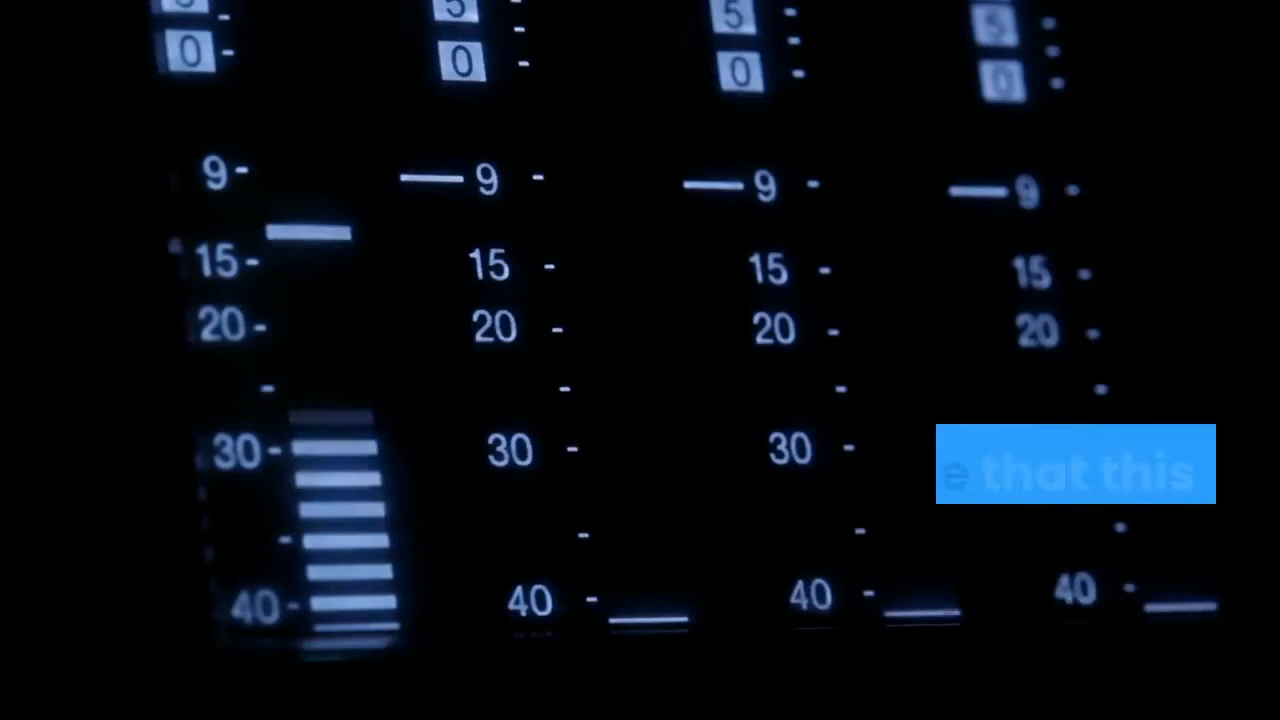 5 5 5 5
0 0 0 0
9 9 9 9
15 15 15 15
20 20 20 20
30 30 30
e that this
40 40 40 40